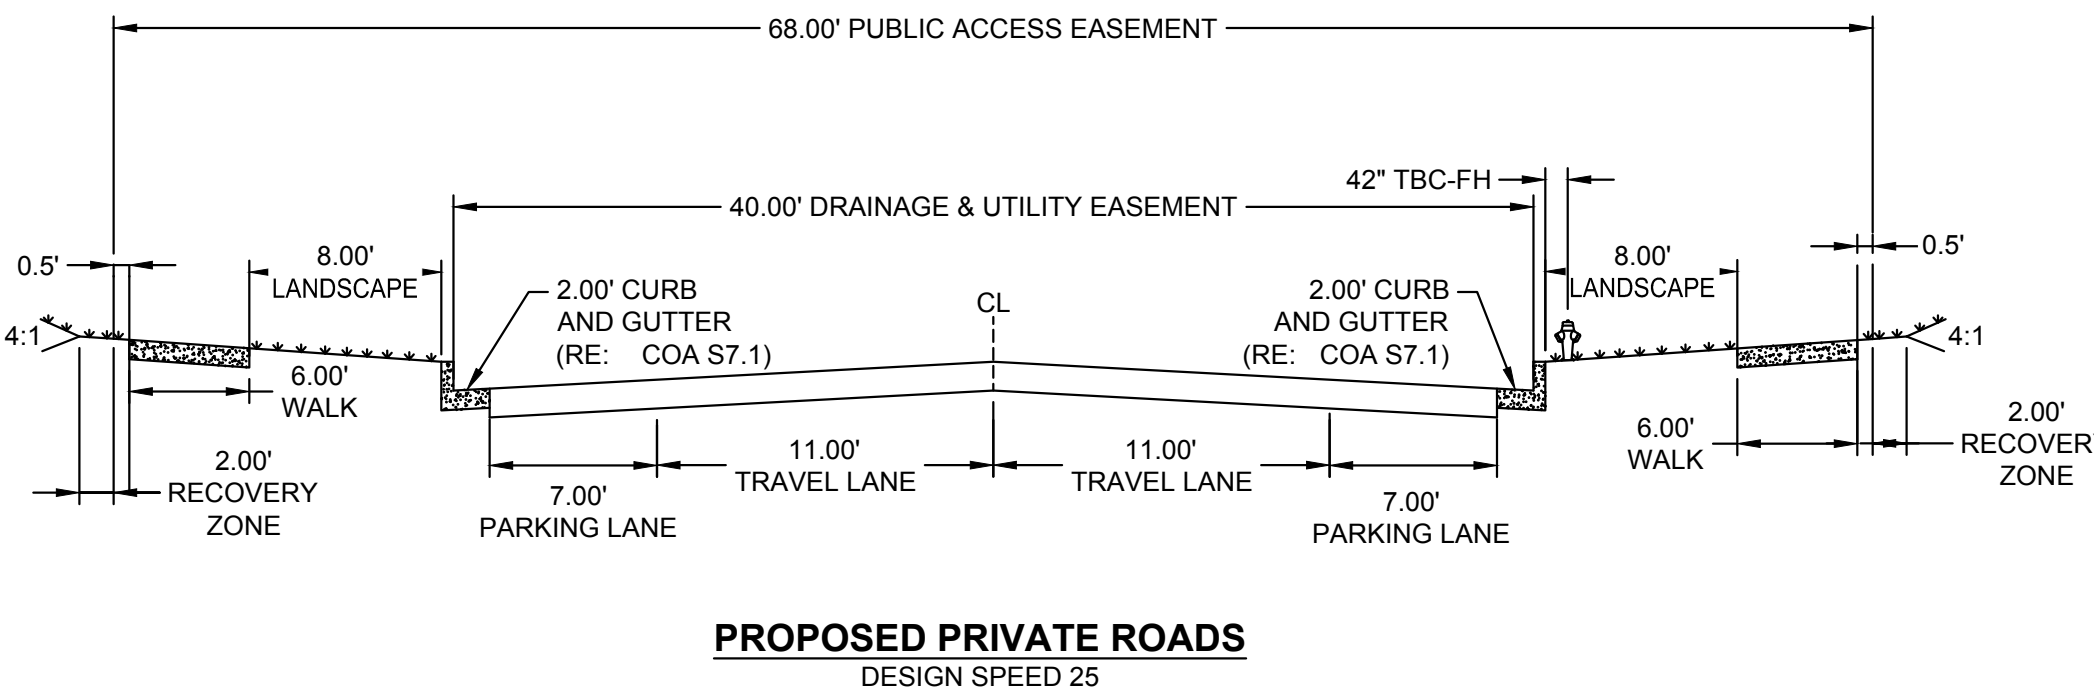 68.00' PUBLIC ACCESS EASEMENT
42" TBC-FH
40.00' DRAINAGE & UTILITY EASEMENT
0.5'
8.00'
LANDSCAPE
2.00' CURB
AND GUTTER
(RE: COA S7.1)
CL
2.00' CURB
AND GUTTER
(RE: COA S7.1)
8.00'
LANDSCAPE
0.5'
4:1
4:1
6.00'
WALK
2.00'
RECOVERY
ZONE
7.00'
PARKING LANE
11.00'
TRAVEL LANE
11.00'
TRAVEL LANE
7.00'
PARKING LANE
6.00'
WALK
2.00'
RECOVERY
ZONE
PROPOSED PRIVATE ROADS
DESIGN SPEED 25